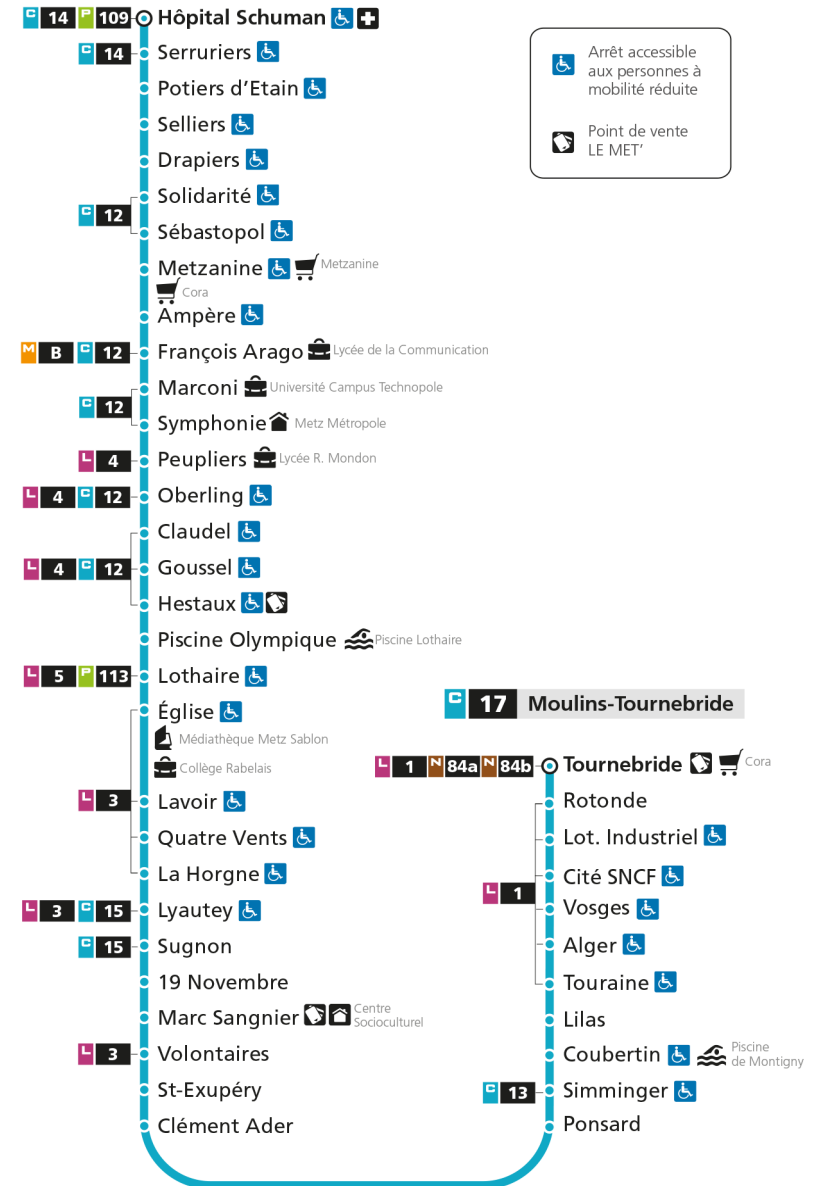 C 14 P 109 Hôpital Schuman
C 14 Serruriers
Potiers d'Etain
Selliers
Drapiers
Solidarité
C 12
Sébastopol
Metzanine Metzanine
Cora
Ampère
M B C 12 François Arago Lycée de la Communication
Marconi Université Campus Technopole
C 12
Symphonie Metz Métropole
L 4 Peupliers Lycée R. Mondon
L 4 C 12 Oberling
Claudel
L 4 C 12 Goussel
Hestaux
Piscine Olympique Piscine Lothaire
L 5 P 113 Lothaire
Église
Médiathèque Metz Sablon
Collège Rabelais
L 3 Lavoir
Quatre Vents
La Horgne
L 3 C 15 Lyautey
C 15 Sugnon
19 Novembre
Marc Sangnier Centre
Socioculturel
L 3 Volontaires
St-Exupéry
Clément Ader
Arrêt accessible
aux personnes à
mobilité réduite
Point de vente
LE MET'
C 17 Moulins-Tournebride
L 1 N 84a N 84b Tournebride Cora
Rotonde
Lot. Industriel
Cité SNCF
L 1
Vosges
Alger
Touraine
Lilas
Coubertin Piscine
de Montigny
C 13 Simminger
Ponsard